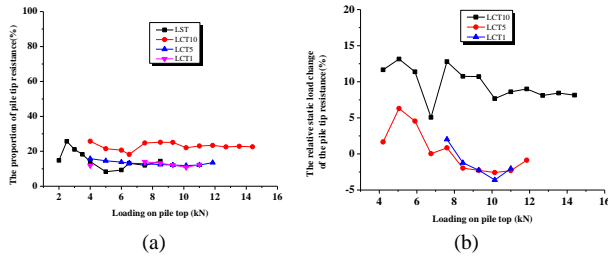 The proportion of pile tip resistance(%)
100
80
60
40
20
0
LST
LCT10
LCT5
LCT1
0 2 4 6 8 10 12 14 16
Loading on pile top (kN)
(a)
The relative static load change
of the pile tip resistance(%)
20
15
10
5
0
-5
LCT10
LCT5
LCT1
4 6 8 10 12 14 16
Loading on pile top (kN)
(b)